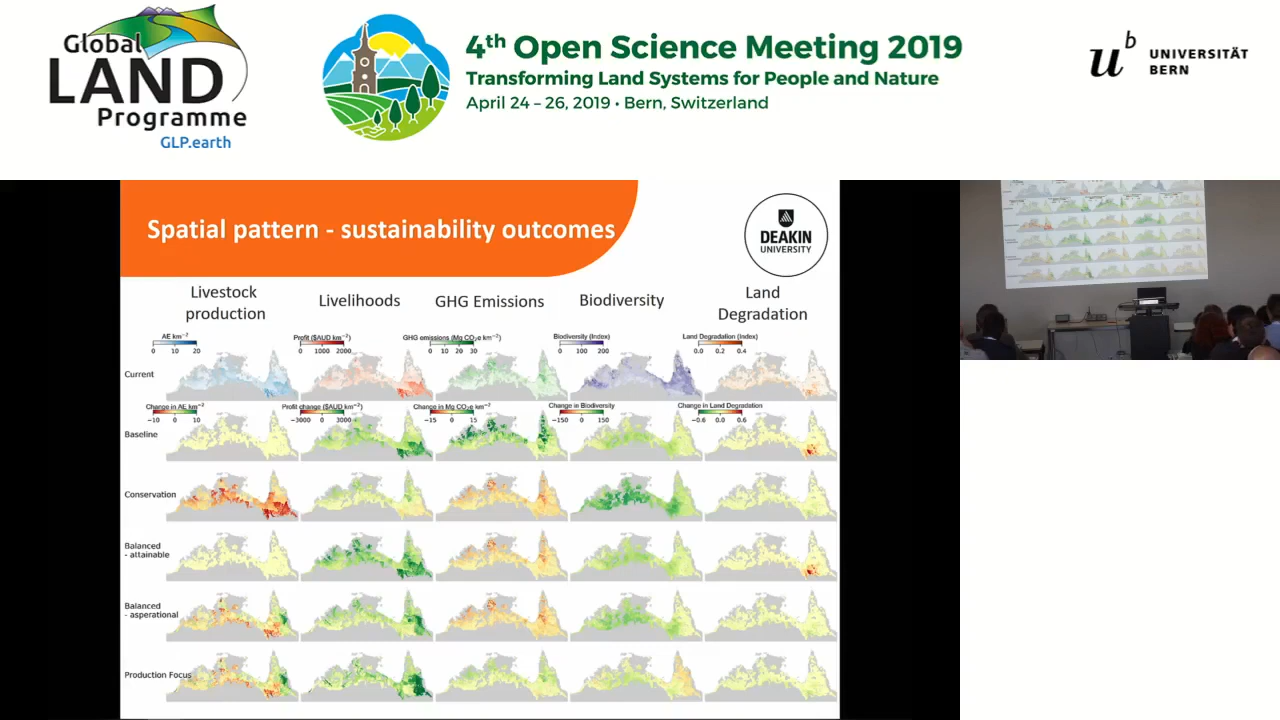 Global
LAND
Programme
GLP.earth
4th Open Science Meeting 2019
Transforming Land Systems for People and Nature
April 24 – 26, 2019 • Bern, Switzerland
u b
UNIVERSITÄT
BERN
Spatial pattern - sustainability outcomes
DEAKIN
UNIVERSITY
Livestock
production
Livelihoods
GHG Emissions
Biodiversity
Land
Degradation
AE km⁻²
0 10 20
Profit ($AUD km⁻²)
0 1000 2000
GHG emissions (Mg CO₂e km⁻²)
0 10 20 30
Biodiversity (Index)
0 100 200
Land Degradation (Index)
0.0 0.2 0.4
Current
Change in AE km⁻²
−10 0 10
Profit change ($AUD km⁻²)
−3000 0 3000
Change in Mg CO₂e km⁻²
−15 0 15
Change in Biodiversity
−150 0 150
Change in Land Degradation
−0.6 0.0 0.6
Baseline
Conservation
Balanced
- attainable
Balanced
- asperational
Production Focus